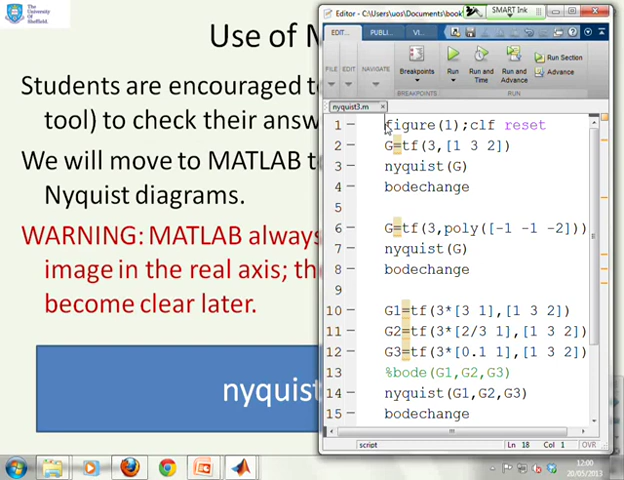 The
University
Of
Sheffield.
Use of M
Students are encouraged to
tool) to check their answ
We will move to MATLAB t
Nyquist diagrams.
WARNING: MATLAB always
image in the real axis; th
become clear later.
nyquist
Editor - C:\Users\uos\Documents\book
SMART Ink
EDIT...
PUBLI...
VI...
FILE
EDIT
NAVIGATE
Breakpoints
Run
Run and
Time
Run and
Advance
Run Section
Advance
BREAKPOINTS
RUN
nyquist3.m
1 figure(1);clf reset
2 G=tf(3,[1 3 2])
3 nyquist(G)
4 bodechange
5
6 G=tf(3,poly([-1 -1 -2]))
7 nyquist(G)
8 bodechange
9
10 G1=tf(3*[3 1],[1 3 2])
11 G2=tf(3*[2/3 1],[1 3 2])
12 G3=tf(3*[0.1 1],[1 3 2])
13 %bode(G1,G2,G3)
14 nyquist(G1,G2,G3)
15 bodechange
script
Ln 18
Col 1
OVR
12:00
20/05/2013